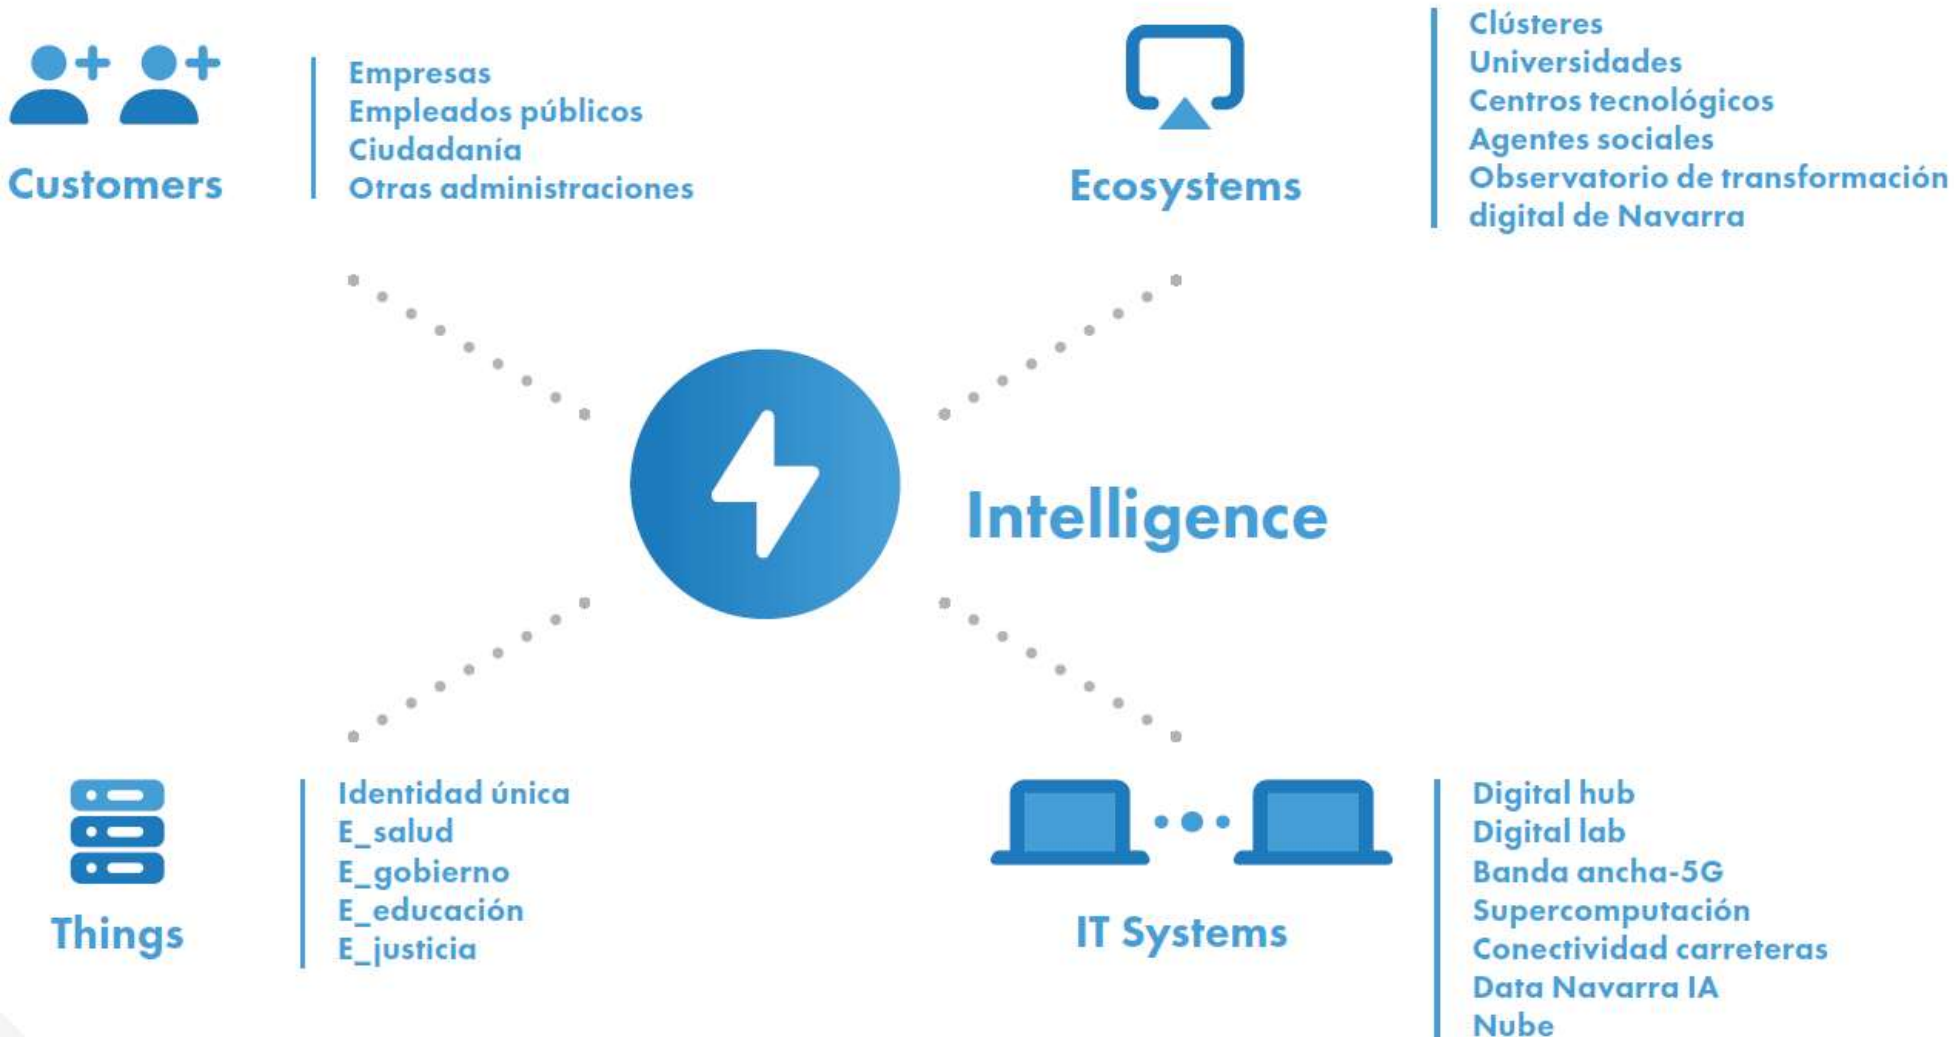 Customers
Empresas
Empleados públicos
Ciudadanía
Otras administraciones
Ecosystems
Clústeres
Universidades
Centros tecnológicos
Agentes sociales
Observatorio de transformación
digital de Navarra
Intelligence
Things
Identidad única
E_salud
E_gobierno
E_educación
E_justicia
IT Systems
Digital hub
Digital lab
Banda ancha-5G
Supercomputación
Conectividad carreteras
Data Navarra IA
Nube